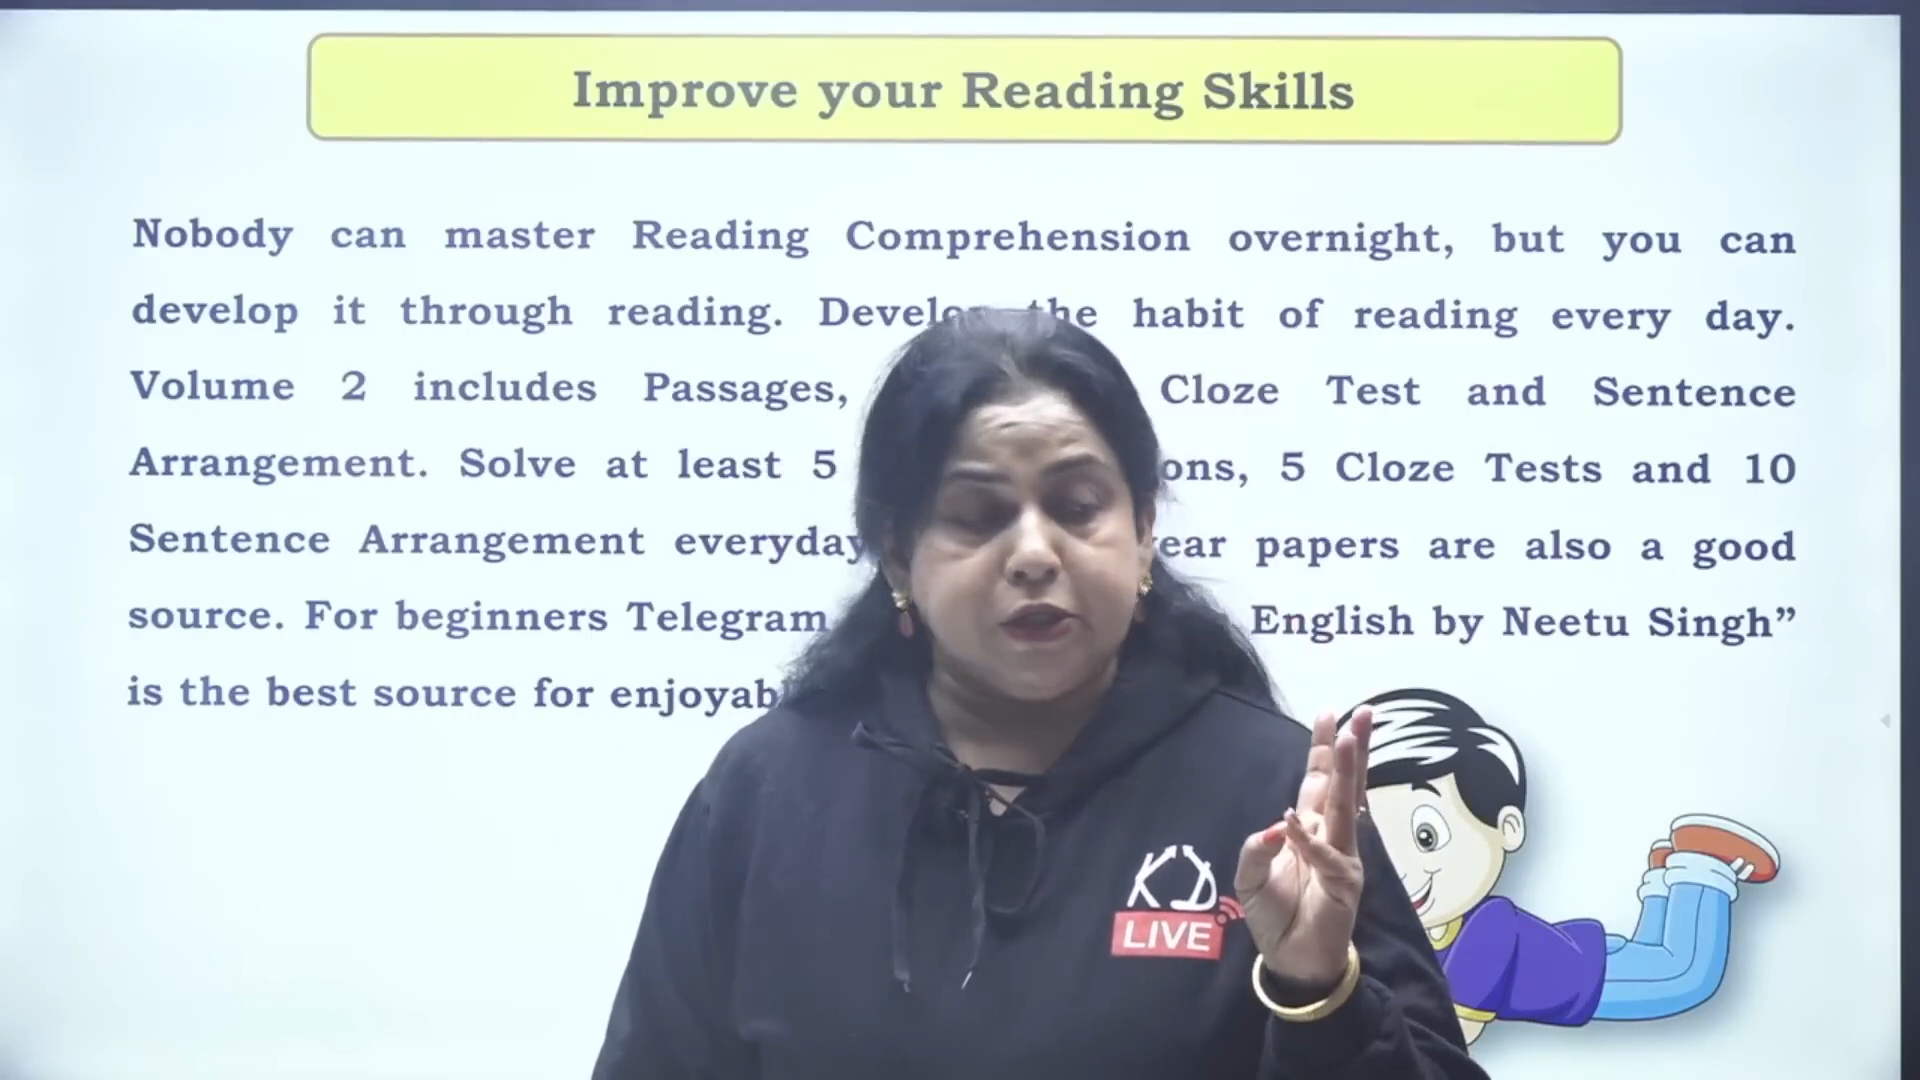 Improve your Reading Skills
Nobody can master Reading Comprehension overnight, but you can
develop it through reading. Develop the habit of reading every day.
Volume 2 includes Passages, Cloze Test and Sentence
Arrangement. Solve at least 5 ons, 5 Cloze Tests and 10
Sentence Arrangement everyday ear papers are also a good
source. For beginners Telegram English by Neetu Singh”
is the best source for enjoyab
KD
LIVE